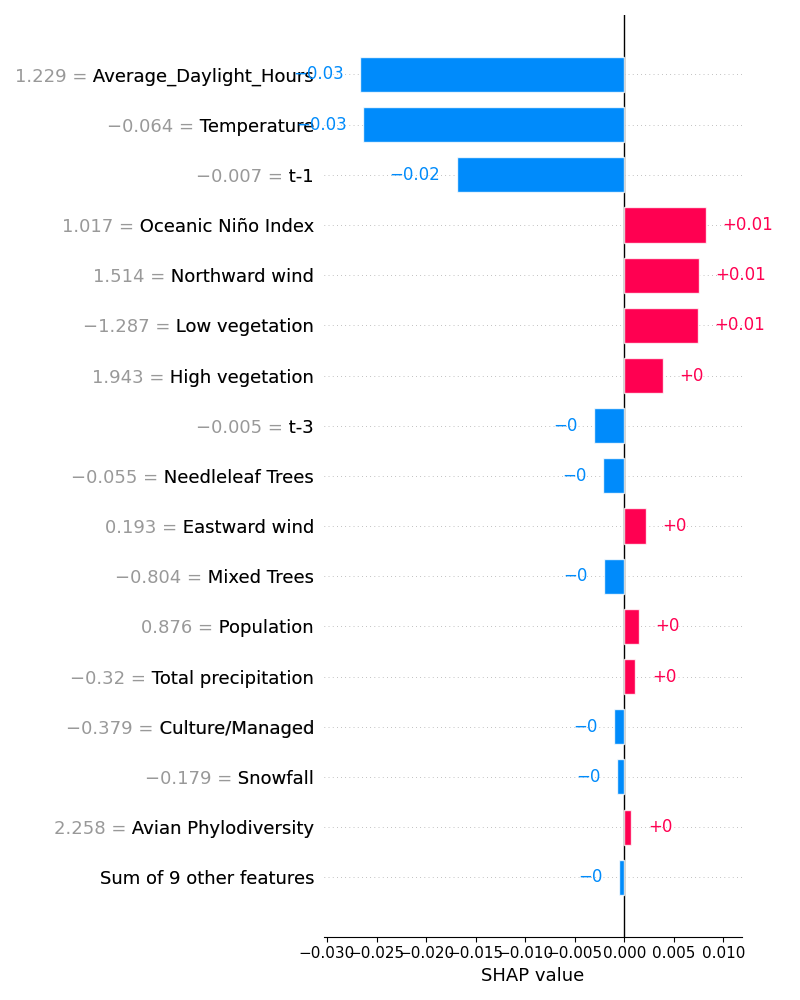 1.229 = Average_Daylight_Hours −0.03
−0.064 = Temperature −0.03
−0.007 = t-1 −0.02
1.017 = Oceanic Niño Index +0.01
1.514 = Northward wind +0.01
−1.287 = Low vegetation +0.01
1.943 = High vegetation +0
−0.005 = t-3 −0
−0.055 = Needleleaf Trees −0
0.193 = Eastward wind +0
−0.804 = Mixed Trees −0
0.876 = Population +0
−0.32 = Total precipitation +0
−0.379 = Culture/Managed −0
−0.179 = Snowfall −0
2.258 = Avian Phylodiversity +0
Sum of 9 other features −0
−0.030 −0.025 −0.020 −0.015 −0.010 −0.005 0.000 0.005 0.010
SHAP value